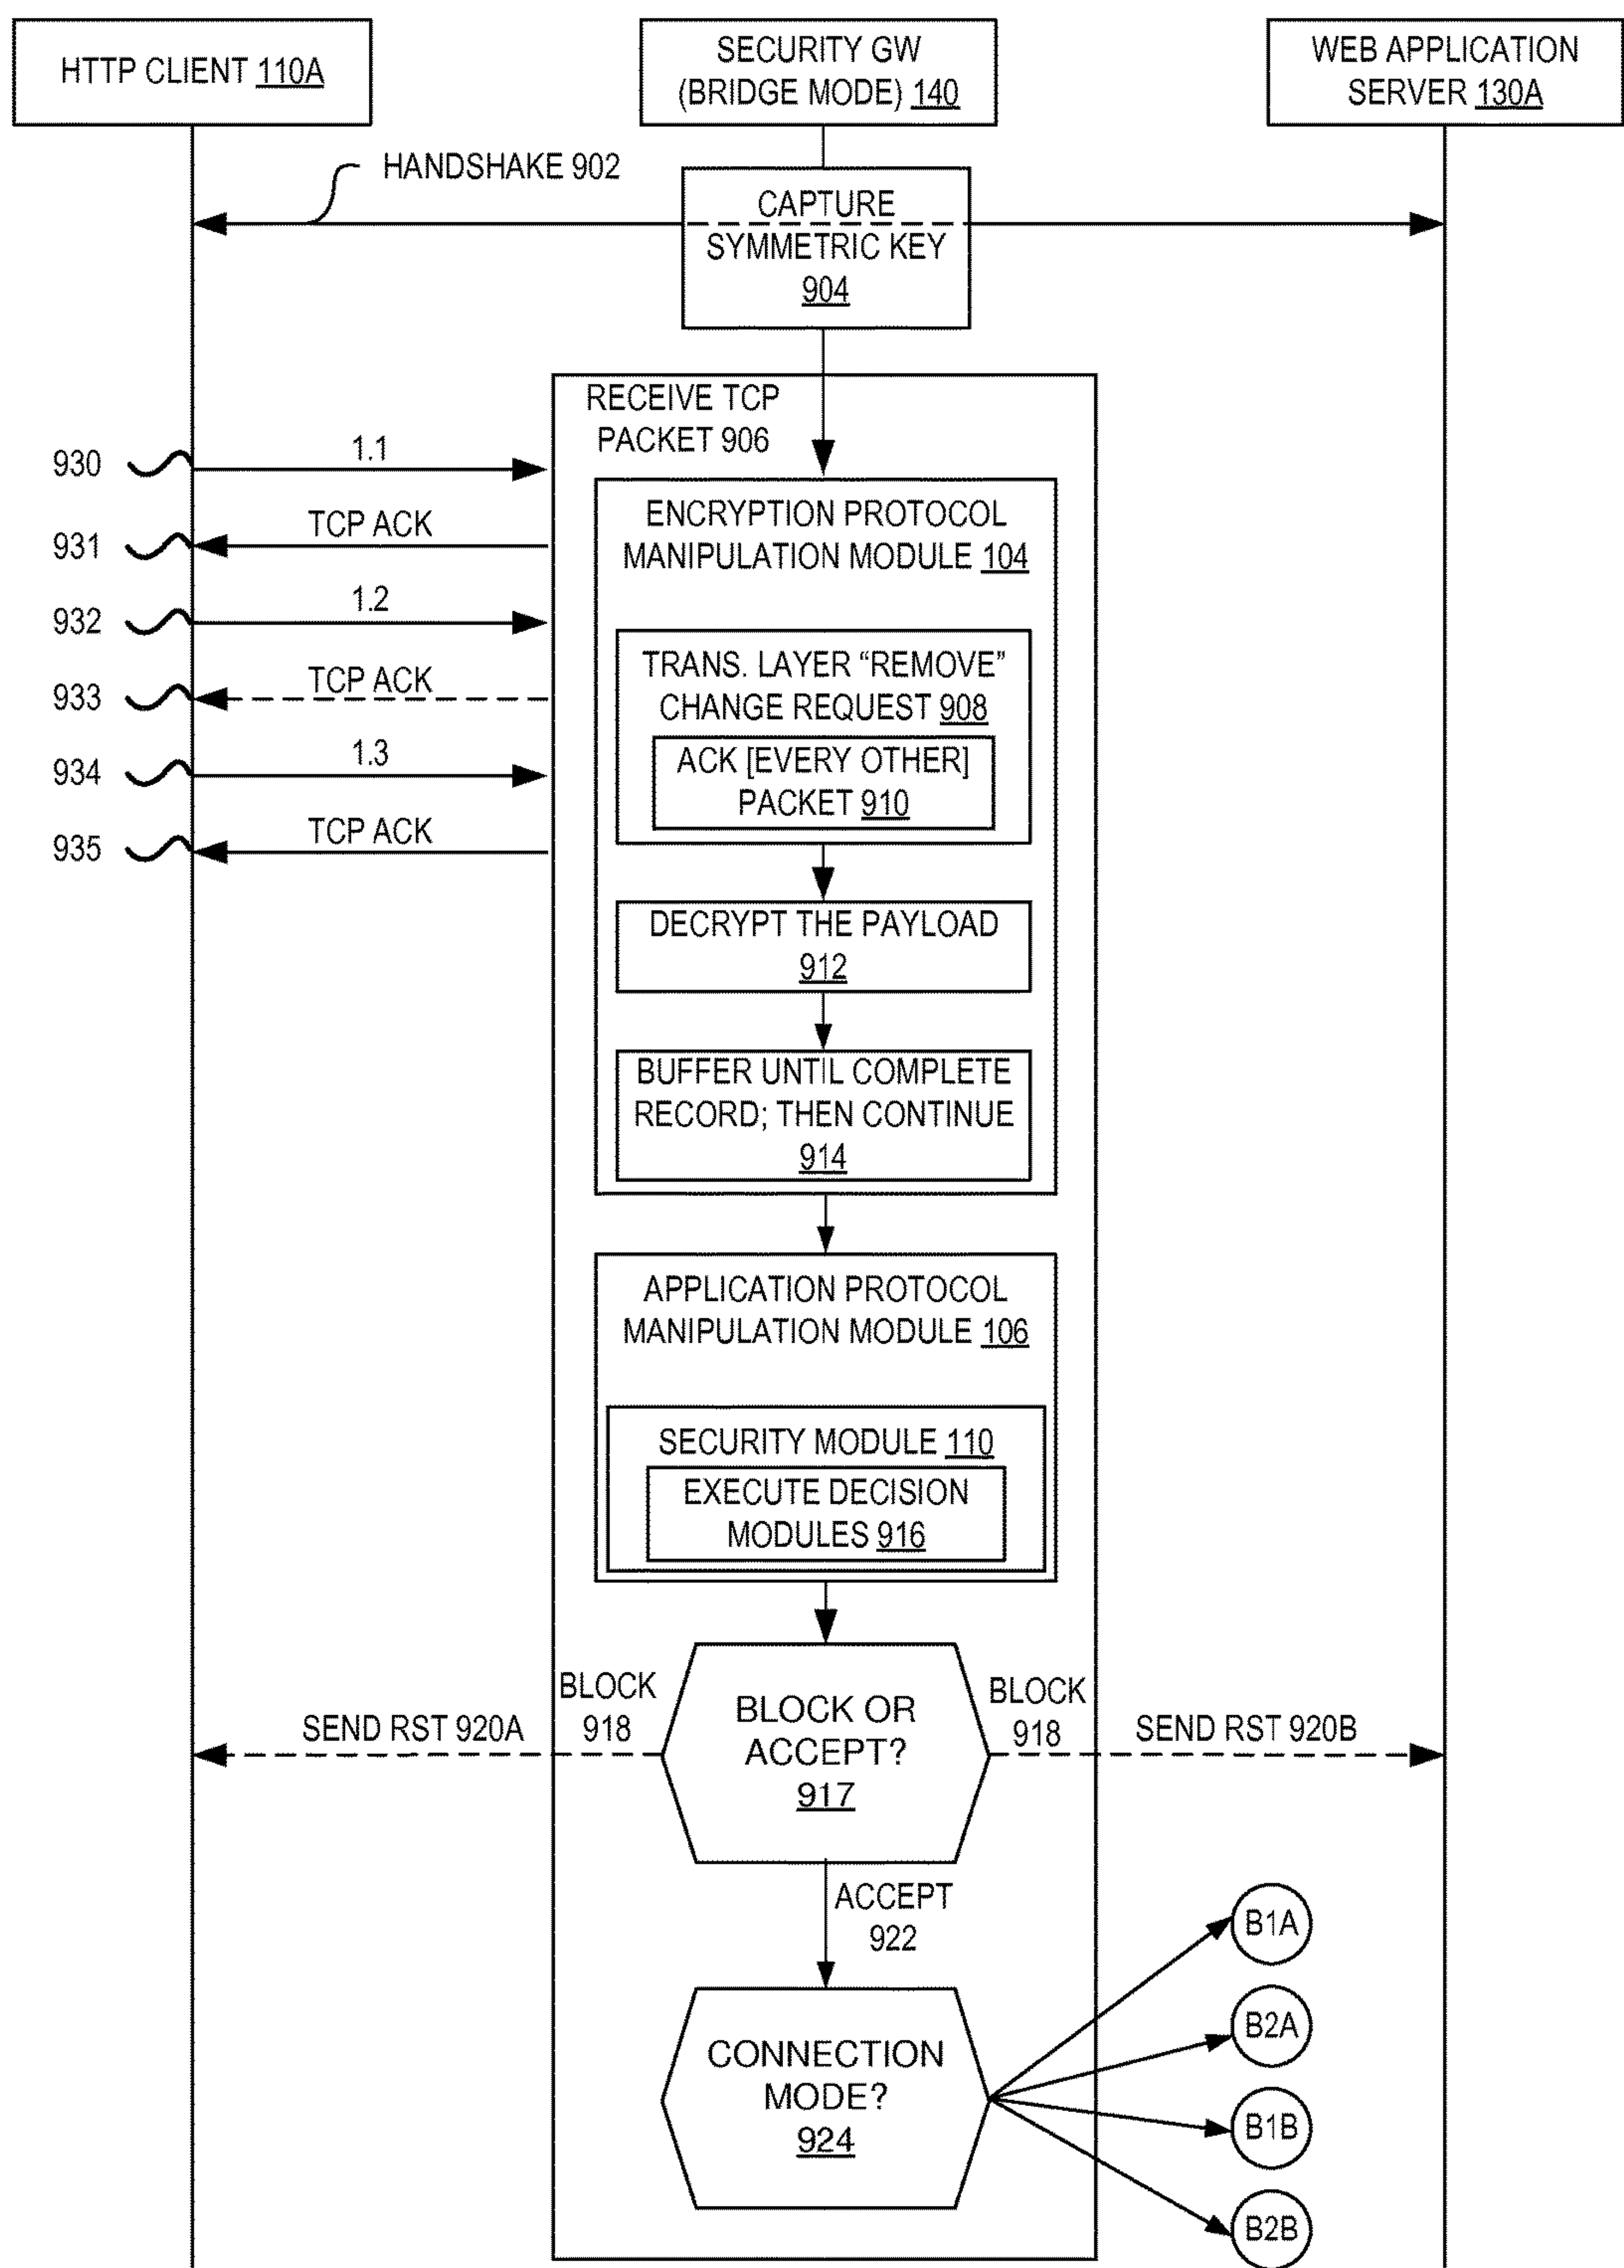 HTTP CLIENT 110A
SECURITY GW
(BRIDGE MODE) 140
WEB APPLICATION
SERVER 130A
HANDSHAKE 902
CAPTURE
SYMMETRIC KEY
904
RECEIVE TCP
PACKET 906
930
1.1
931
TCP ACK
932
1.2
933
TCP ACK
934
1.3
935
TCP ACK
ENCRYPTION PROTOCOL
MANIPULATION MODULE 104
TRANS. LAYER “REMOVE”
CHANGE REQUEST 908
ACK [EVERY OTHER]
PACKET 910
DECRYPT THE PAYLOAD
912
BUFFER UNTIL COMPLETE
RECORD; THEN CONTINUE
914
APPLICATION PROTOCOL
MANIPULATION MODULE 106
SECURITY MODULE 110
EXECUTE DECISION
MODULES 916
SEND RST 920A
BLOCK
918
BLOCK OR
ACCEPT?
917
BLOCK
918
SEND RST 920B
ACCEPT
922
CONNECTION
MODE?
924
B1A
B2A
B1B
B2B